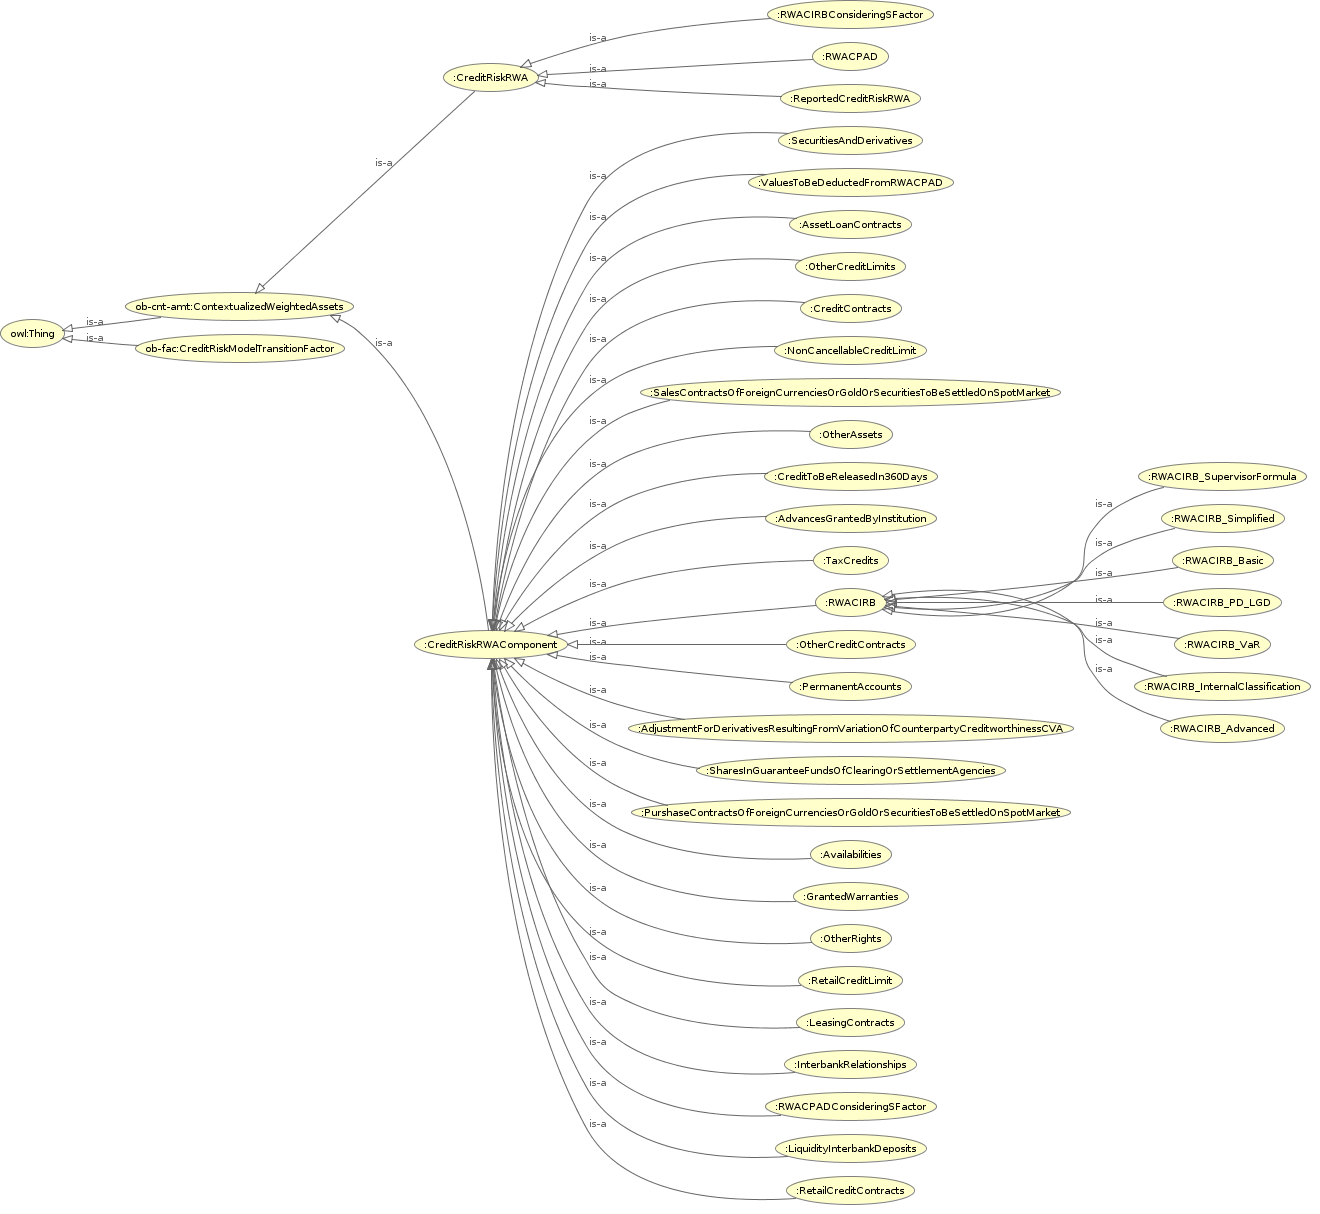 :RWACIRBConsideringSFactor
is-a
:RWACPAD
:CreditRiskRWA
is-a
is-a
:ReportedCreditRiskRWA
:SecuritiesAndDerivatives
is-a
is-a
:ValuesToBeDeductedFromRWACPAD
is-a
:AssetLoanContracts
is-a
:OtherCreditLimits
is-a
:CreditContracts
ob-cnt-amt:ContextualizedWeightedAssets
is-a
owl:Thing
is-a
ob-fac:CreditRiskModelTransitionFactor
is-a
is-a
:NonCancellableCreditLimit
is-a
:SalesContractsOfForeignCurrenciesOrGoldOrSecuritiesToBeSettledOnSpotMarket
is-a
:OtherAssets
is-a
:CreditToBeReleasedIn360Days
is-a
:AdvancesGrantedByInstitution
is-a
:TaxCredits
is-a
:RWACIRB
is-a
:RWACIRB_SupervisorFormula
is-a
:RWACIRB_Simplified
is-a
:RWACIRB_Basic
is-a
:RWACIRB_PD_LGD
is-a
:RWACIRB_VaR
is-a
:RWACIRB_InternalClassification
is-a
:RWACIRB_Advanced
is-a
:CreditRiskRWAComponent
is-a
:OtherCreditContracts
is-a
:PermanentAccounts
is-a
:AdjustmentForDerivativesResultingFromVariationOfCounterpartyCreditworthinessCVA
is-a
:SharesInGuaranteeFundsOfClearingOrSettlementAgencies
is-a
:PurshaseContractsOfForeignCurrenciesOrGoldOrSecuritiesToBeSettledOnSpotMarket
is-a
:Availabilities
is-a
:GrantedWarranties
is-a
:OtherRights
is-a
:RetailCreditLimit
is-a
:LeasingContracts
is-a
:InterbankRelationships
is-a
:RWACPADConsideringSFactor
is-a
:LiquidityInterbankDeposits
is-a
:RetailCreditContracts